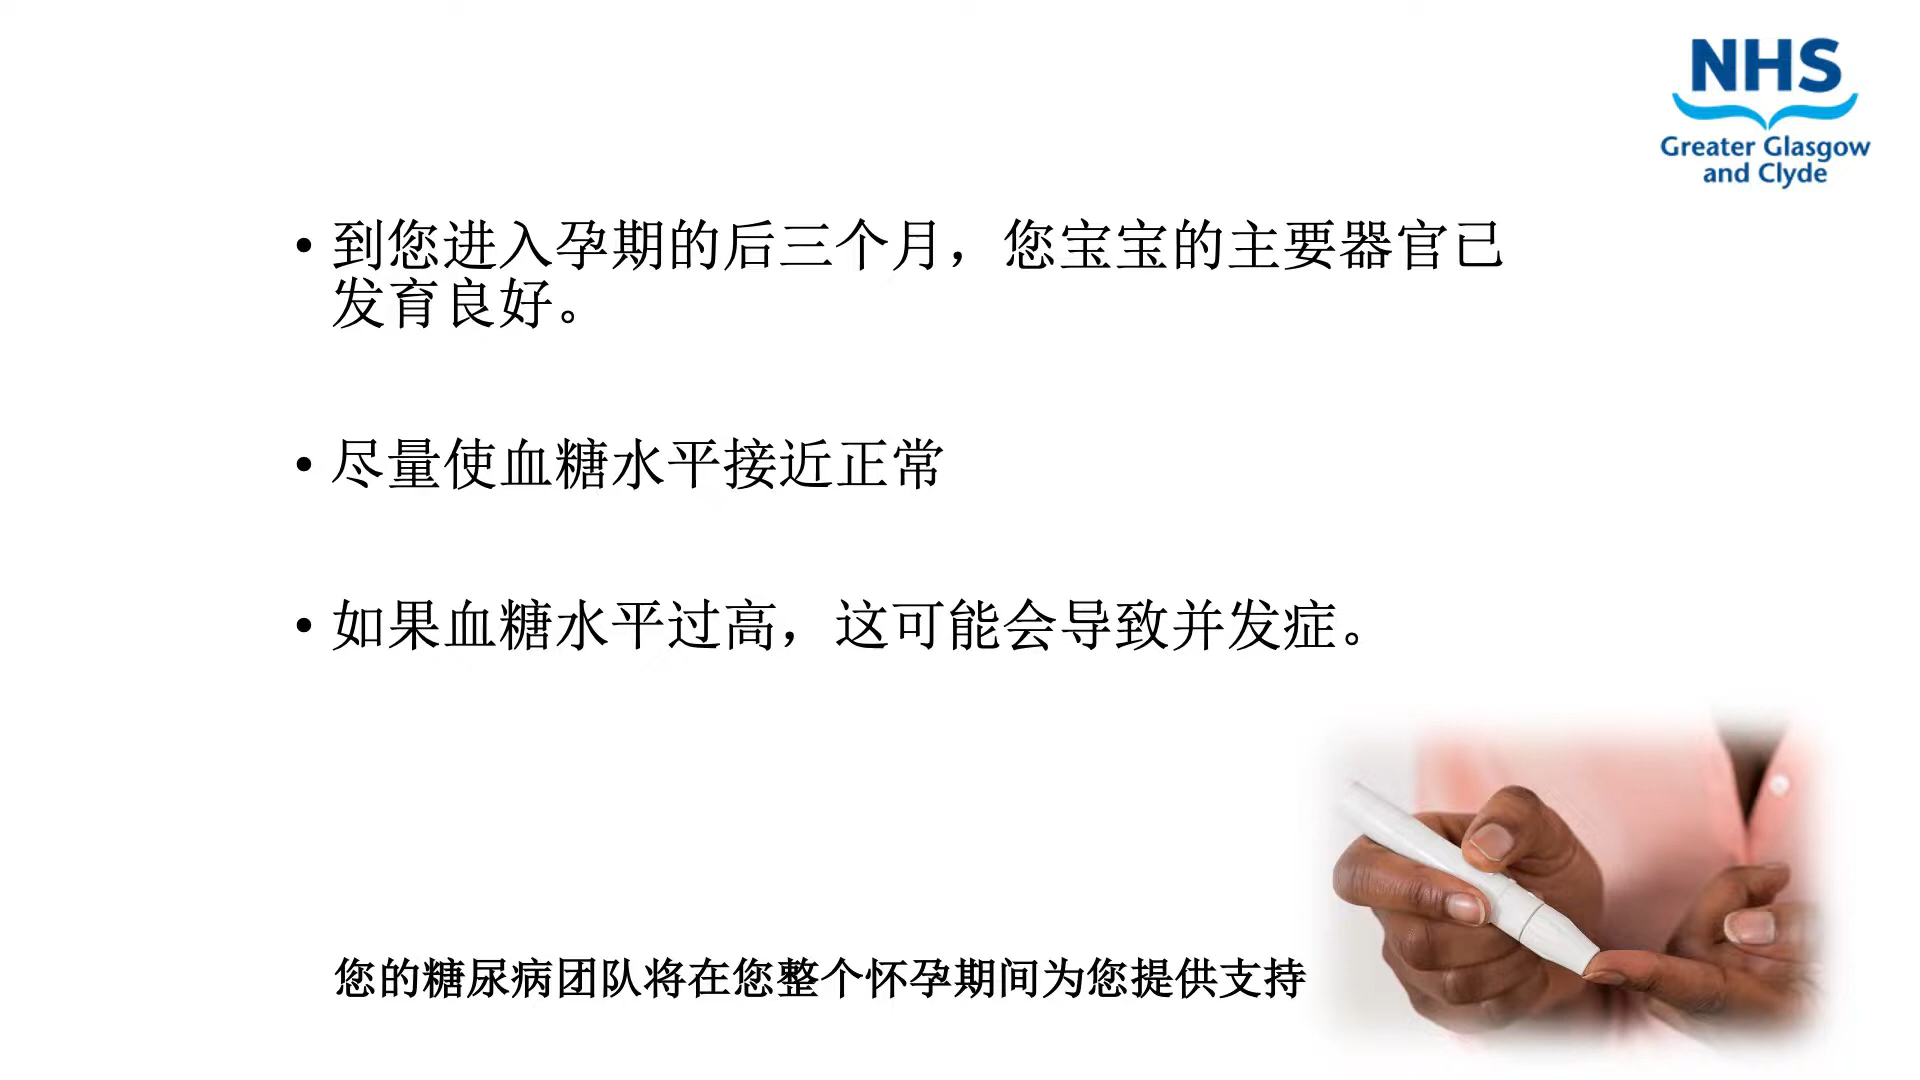 NHS
Greater Glasgow
and Clyde
• 到您进入孕期的后三个月，您宝宝的主要器官已
发育良好。
• 尽量使血糖水平接近正常
• 如果血糖水平过高，这可能会导致并发症。
您的糖尿病团队将在您整个怀孕期间为您提供支持